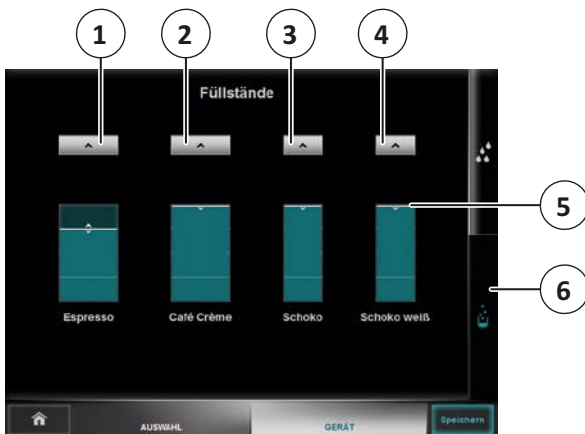 1 2 3 4
Füllstände
5
6
Espresso Café Crème Schoko Schoko weiß
AUSWAHL GERÄT Speichern